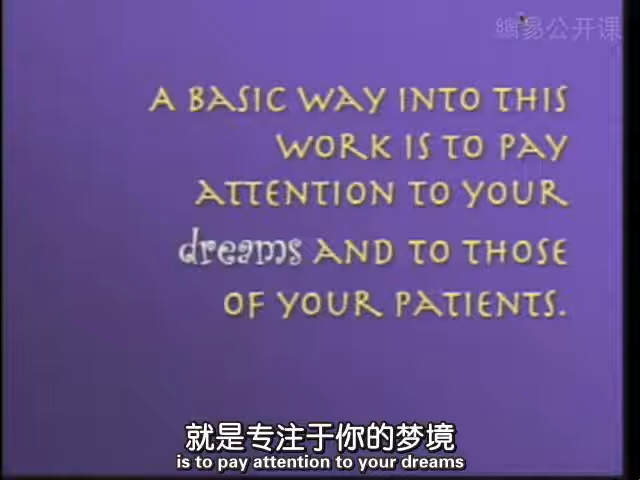 網易公开课
A BASIC WAY INTO THIS
WORK IS TO PAY
ATTENTION TO YOUR
dreams AND TO THOSE
OF YOUR PATIENTS.
就是专注于你的梦境
is to pay attention to your dreams